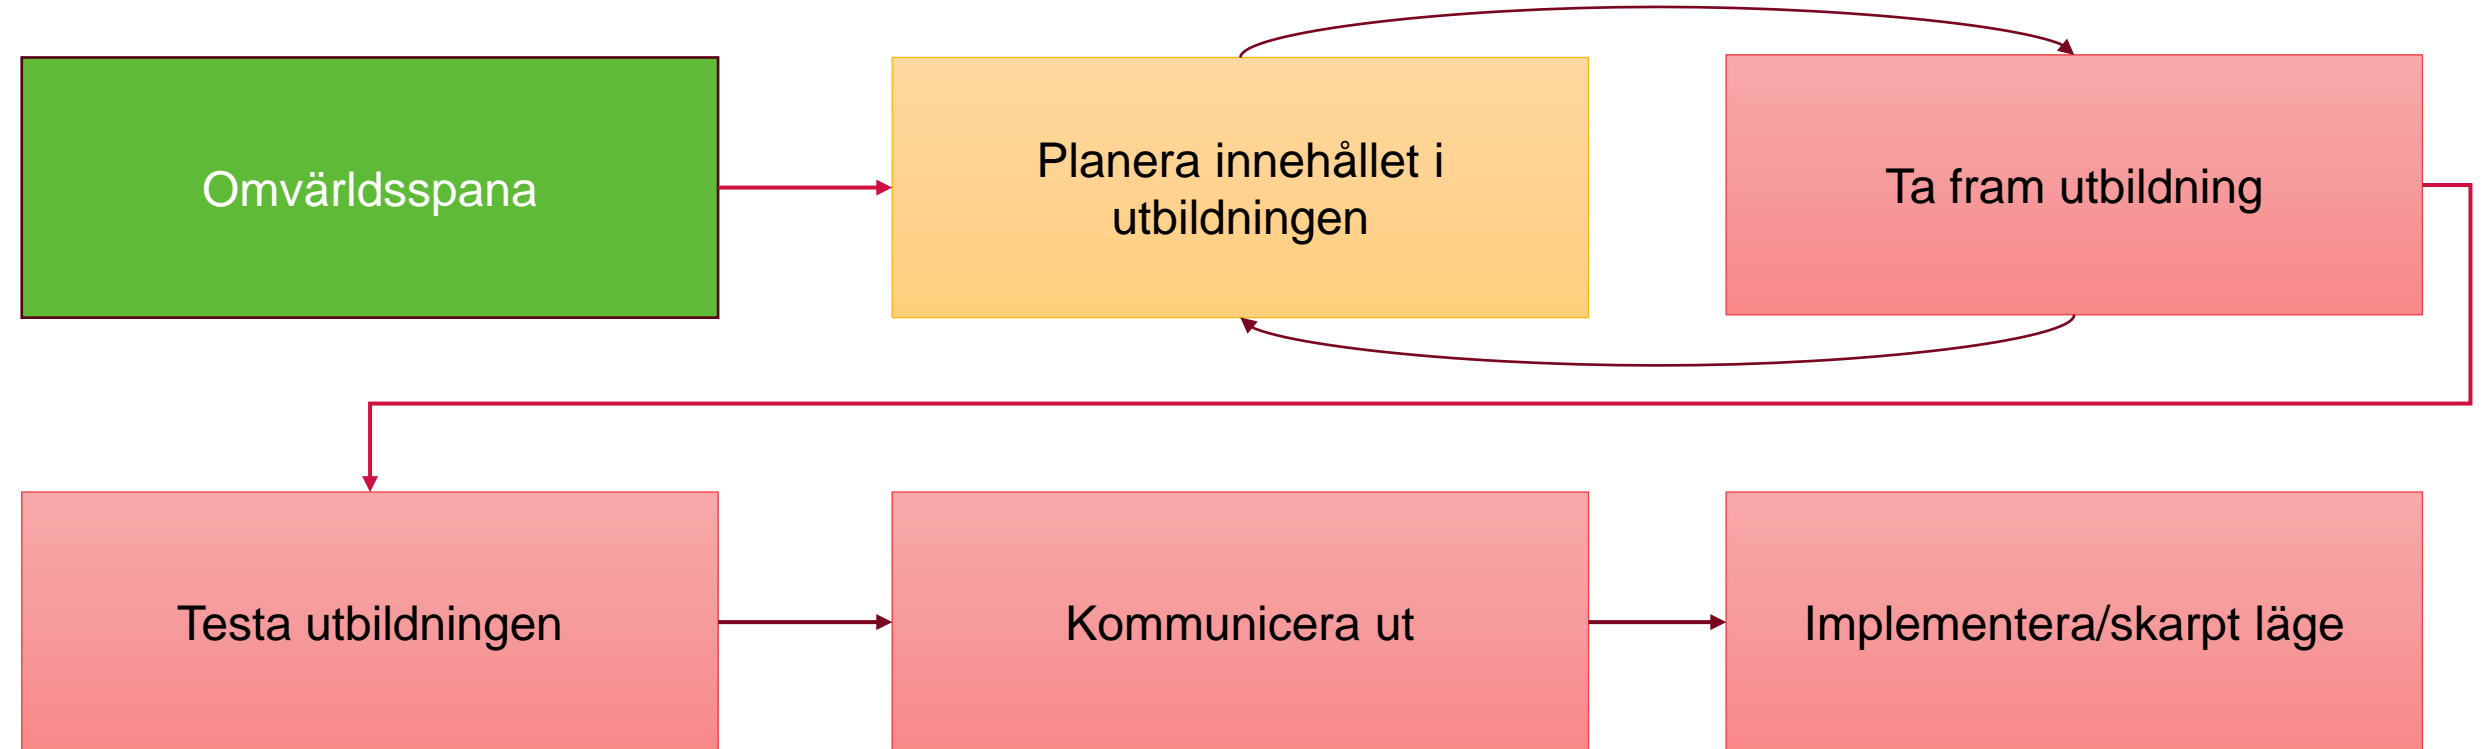 Omvärldsspana
Planera innehållet i
utbildningen
Ta fram utbildning
Testa utbildningen
Kommunicera ut
Implementera/skarpt läge